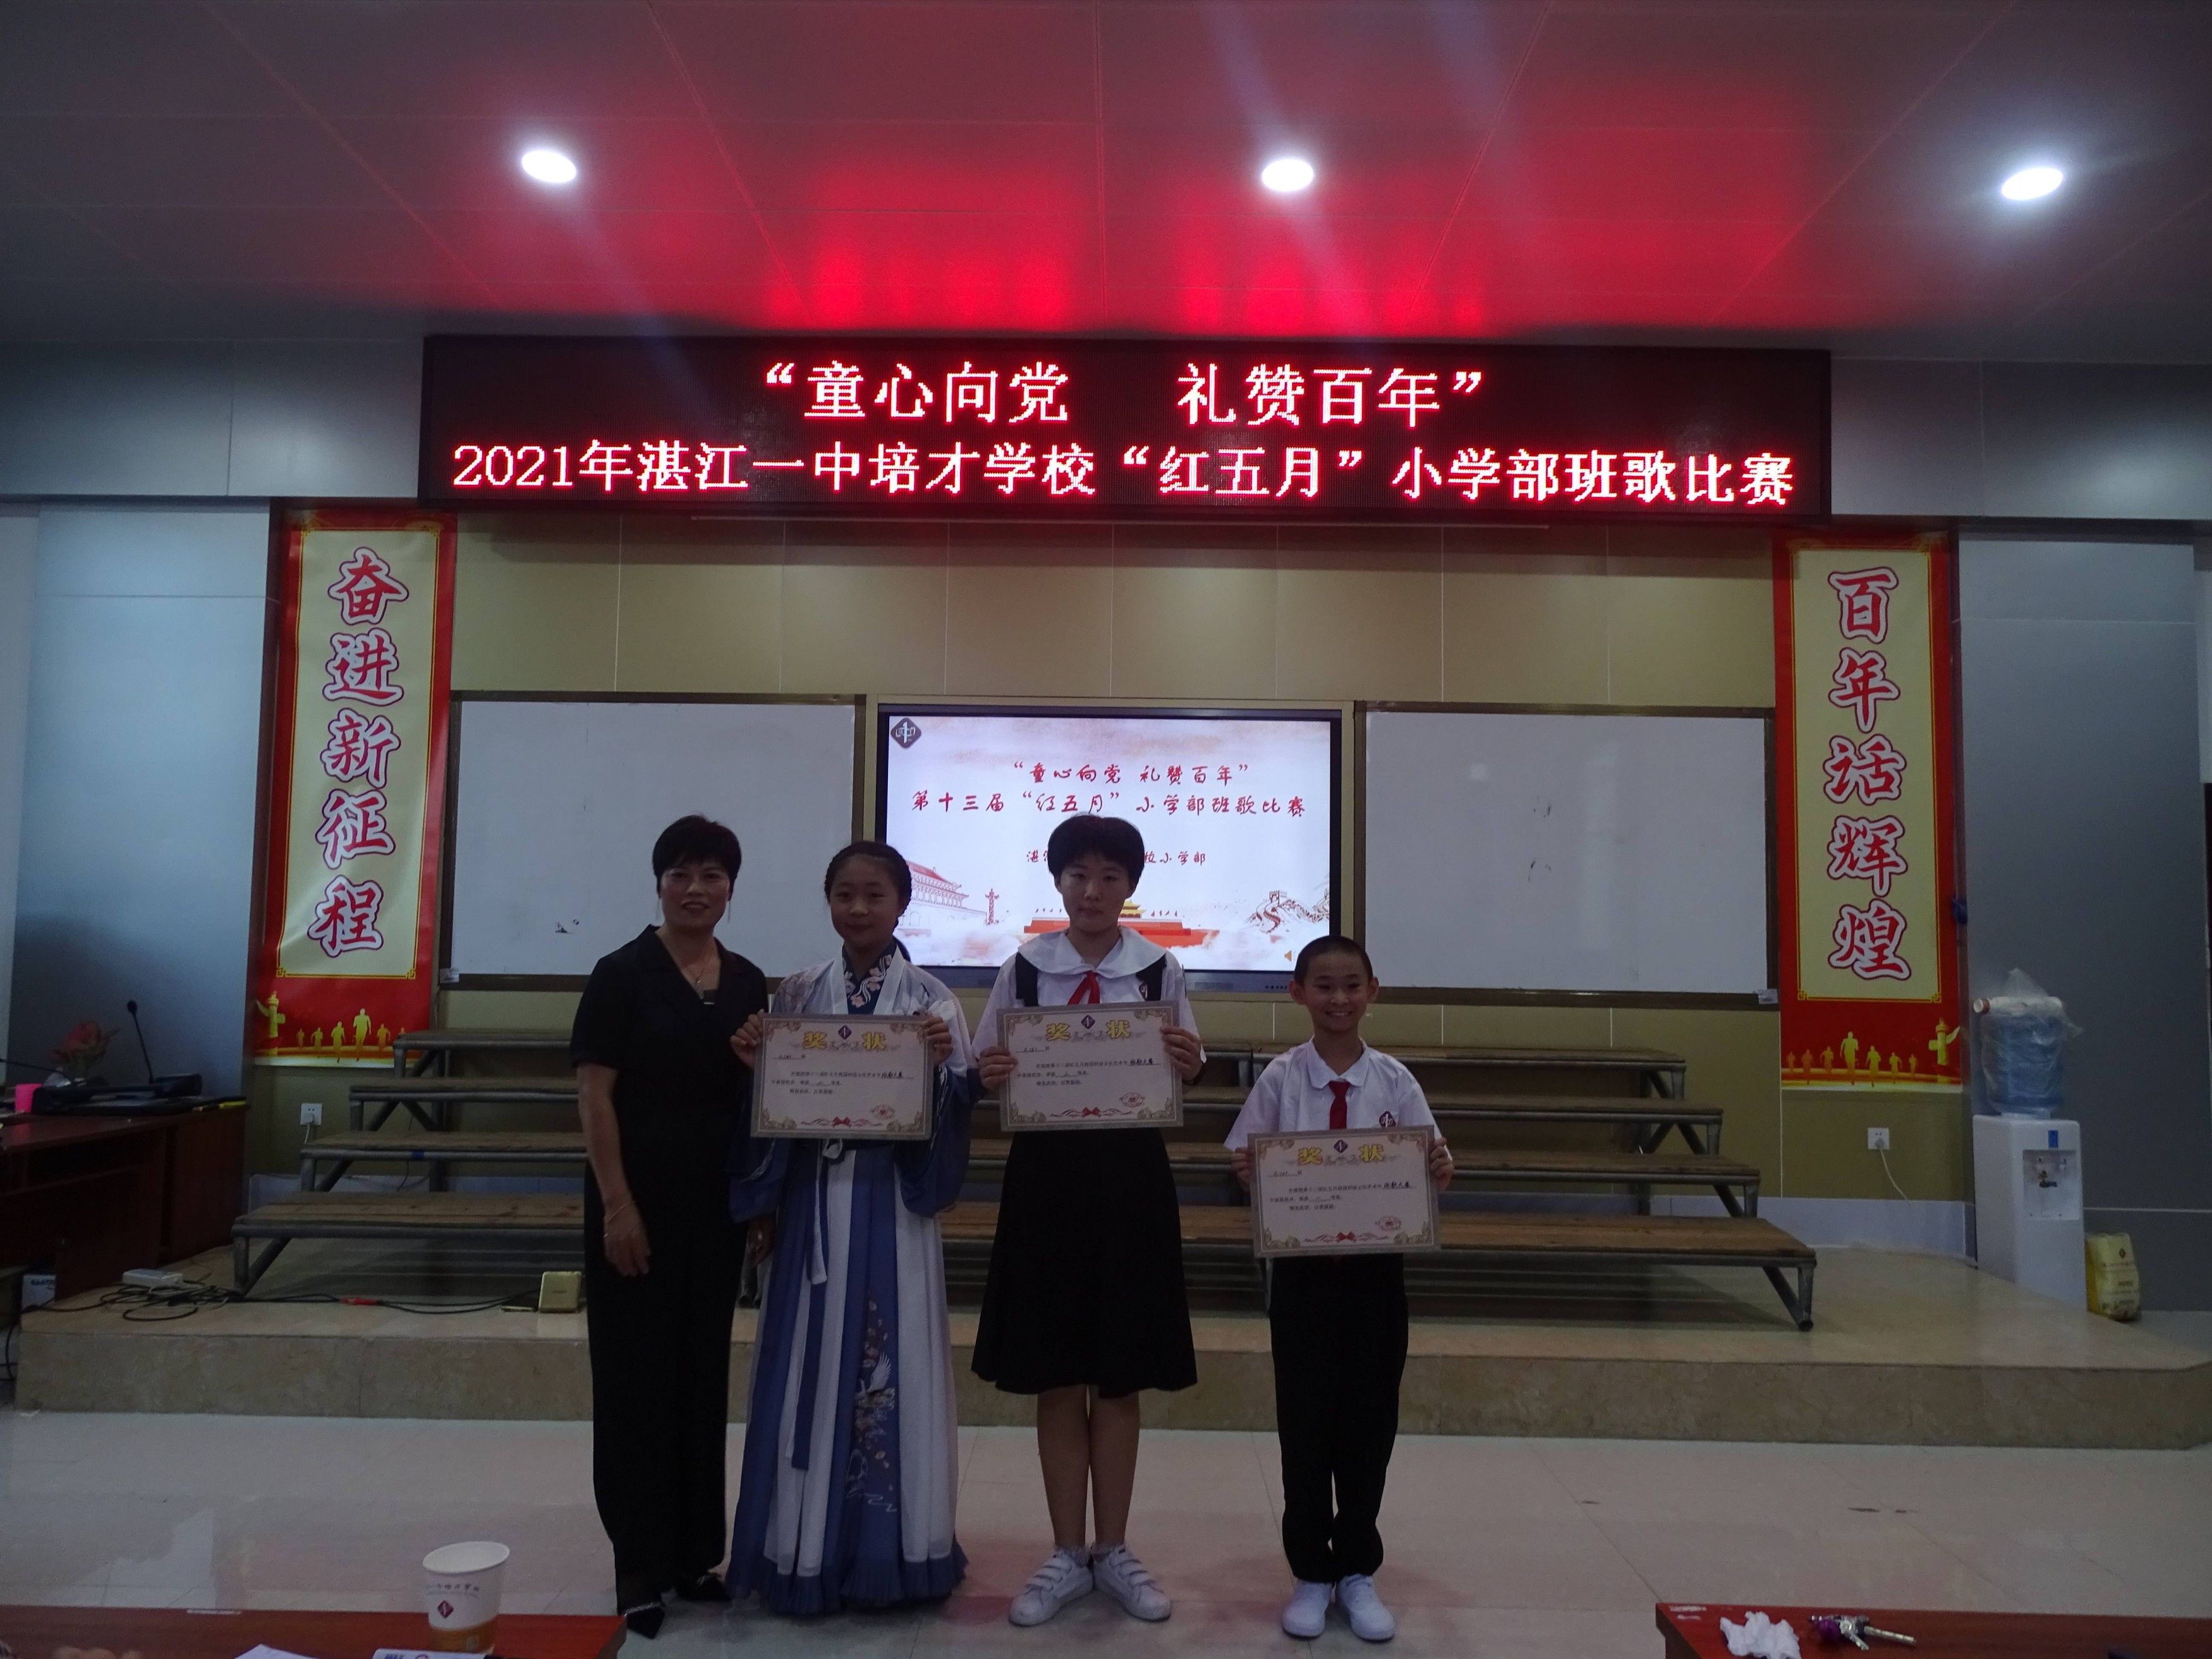 “童心向党 礼赞百年”
2021年湛江一中培才学校“红五月”小学部班歌比赛
奋进新征程
百年话辉煌
“童心向党 礼赞百年”
第十三届“红五月”小学部班歌比赛
小学部
奖状
奖状
奖状